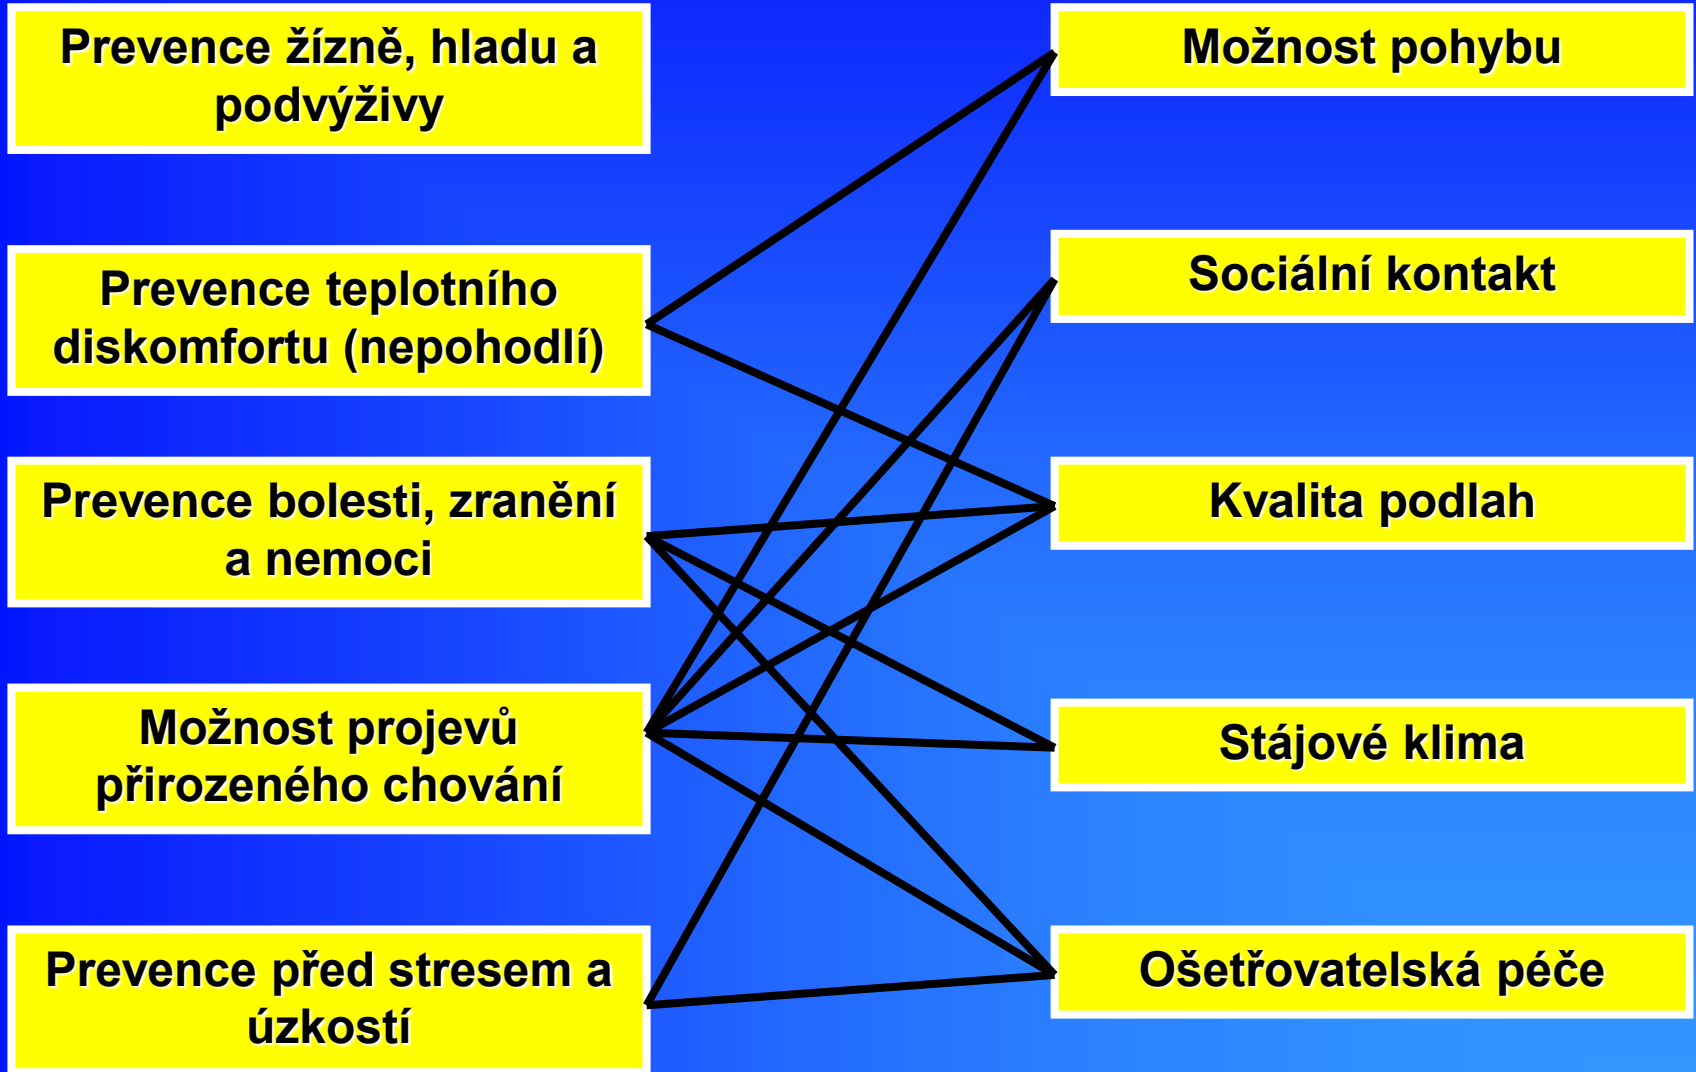 Prevence žízně, hladu a
podvýživy
Prevence teplotního
diskomfortu (nepohodlí)
Prevence bolesti, zranění
a nemoci
Možnost projevů
přirozeného chování
Prevence před stresem a
úzkostí
Možnost pohybu
Sociální kontakt
Kvalita podlah
Stájové klima
Ošetřovatelská péče